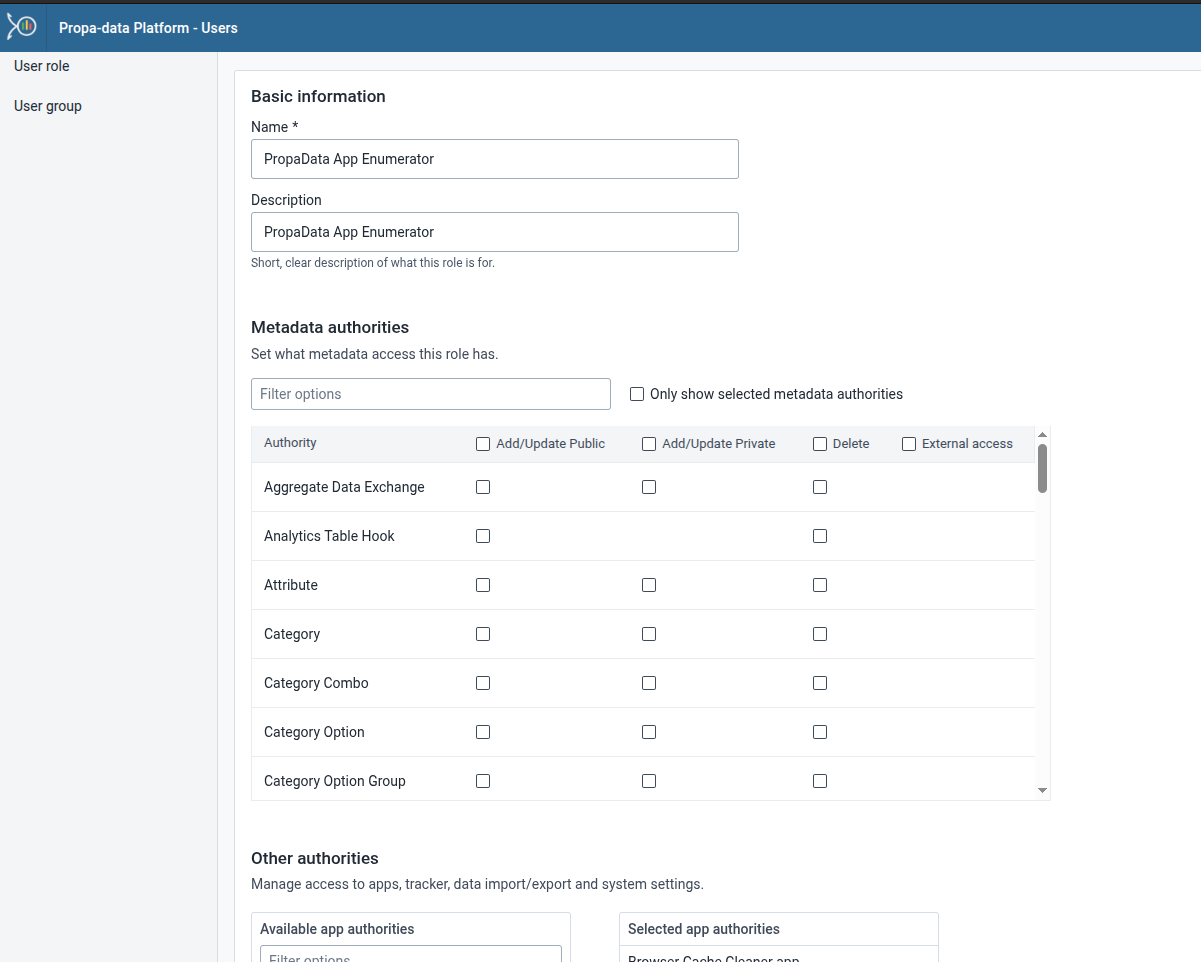 Propa-data Platform - Users
User role
User group
Basic information
Name *
PropaData App Enumerator
Description
PropaData App Enumerator
Short, clear description of what this role is for.
Metadata authorities
Set what metadata access this role has.
Filter options
Only show selected metadata authorities
Authority Add/Update Public Add/Update Private Delete External access
Aggregate Data Exchange
Analytics Table Hook
Attribute
Category
Category Combo
Category Option
Category Option Group
Other authorities
Manage access to apps, tracker, data import/export and system settings.
Available app authorities
Selected app authorities
Filter options
Browser Cache Cleaner app